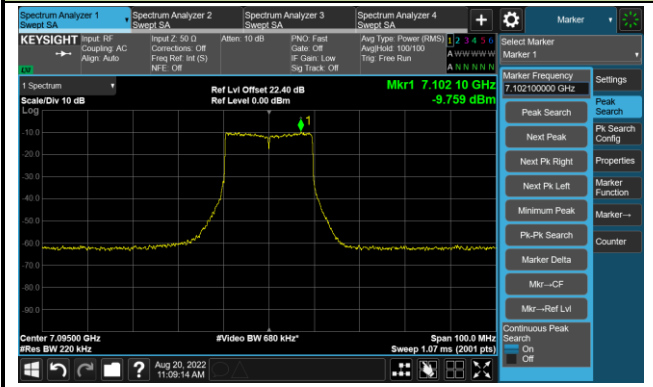 Spectrum Analyzer 1
Swept SA
Spectrum Analyzer 2
Swept SA
Spectrum Analyzer 3
Swept SA
Spectrum Analyzer 4
Swept SA
+
Marker
KEYSIGHT
Input: RF
Coupling: AC
Align: Auto
Input Z: 50 Ω
Corrections: Off
Freq Ref: Int (S)
NFE: Off
Atten: 10 dB
PNO: Fast
Gate: Off
IF Gain: Low
Sig Track: Off
Avg Type: Power (RMS)
Avg|Hold: 100/100
Trig: Free Run
1 2 3 4 5 6
A W W W W W
A N N N N N
LXI
Select Marker
Marker 1
1 Spectrum
Scale/Div 10 dB
Log
Ref Lvl Offset 22.40 dB
Ref Level 0.00 dBm
Mkr1 7.102 10 GHz
-9.759 dBm
1
-10.0
-20.0
-30.0
-40.0
-50.0
-60.0
-70.0
-80.0
-90.0
Center 7.09500 GHz
#Res BW 220 kHz
#Video BW 680 kHz*
Span 100.0 MHz
Sweep 1.07 ms (2001 pts)
Marker Frequency
7.102100000 GHz
Peak Search
Next Peak
Next Pk Right
Next Pk Left
Minimum Peak
Pk-Pk Search
Marker Delta
Mkr→CF
Mkr→Ref Lvl
Continuous Peak
Search
On
Off
Settings
Peak
Search
Pk Search
Config
Properties
Marker
Function
Marker→
Counter
?
Aug 20, 2022
11:09:14 AM